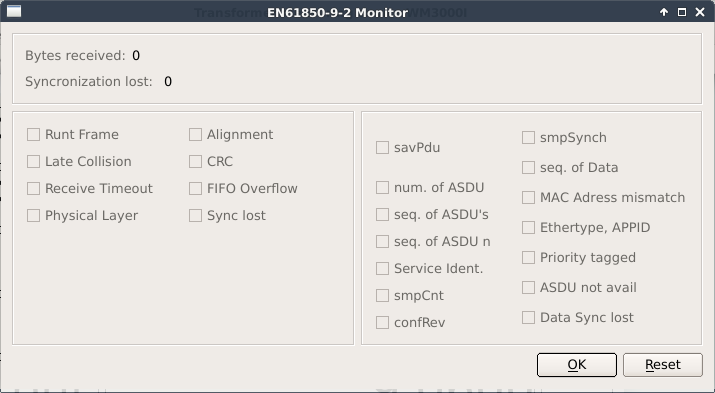 EN61850-9-2 Monitor
Bytes received: 0
Syncronization lost: 0
Runt Frame
Alignment
Late Collision
CRC
Receive Timeout
FIFO Overflow
Physical Layer
Sync lost
savPdu
num. of ASDU
seq. of ASDU's
seq. of ASDU n
Service Ident.
smpCnt
confRev
smpSynch
seq. of Data
MAC Adress mismatch
Ethertype, APPID
Priority tagged
ASDU not avail
Data Sync lost
OK
Reset